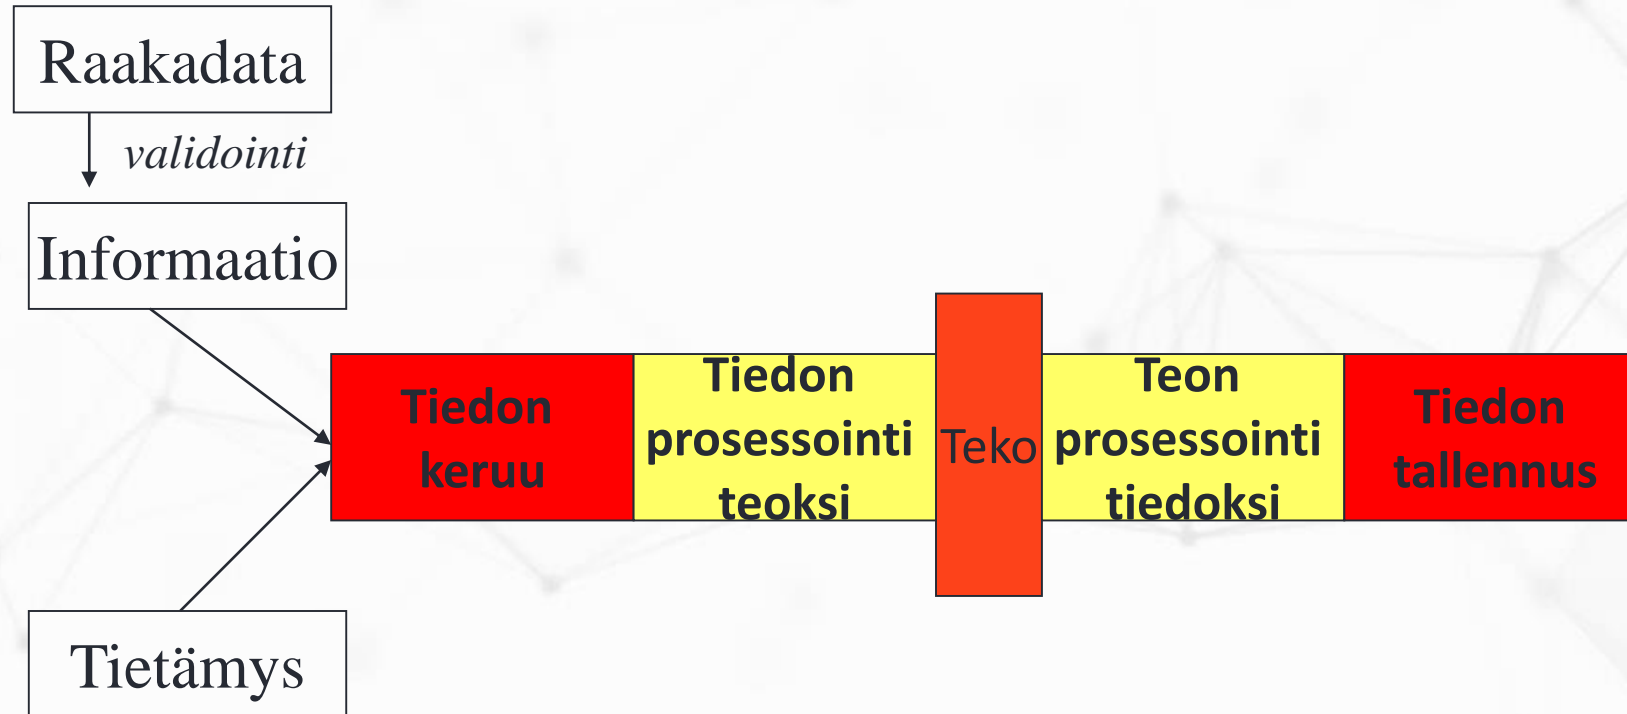 Raakadata
validointi
Informaatio
Tiedon
keruu
Tiedon
prosessointi
teoksi
Teko
Teon
prosessointi
tiedoksi
Tiedon
tallennus
Tietämys